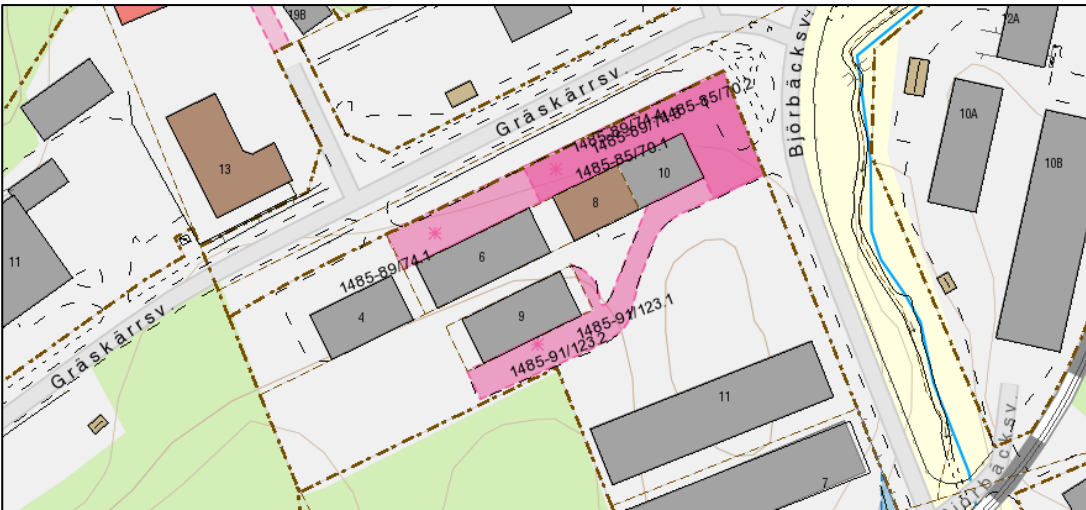 19B
12A
Gräskärrsv.
Björbäcksv.
1485-85/70.2
1485-89/74.
1485-85/70.1
10A
10B
13
10
8
11
6
1485-89/74.1
4
9
1485-91/123.1
1485-91/123.2
Gräskärrsv.
11
7
Björbäcksv.
Björbäcksv.